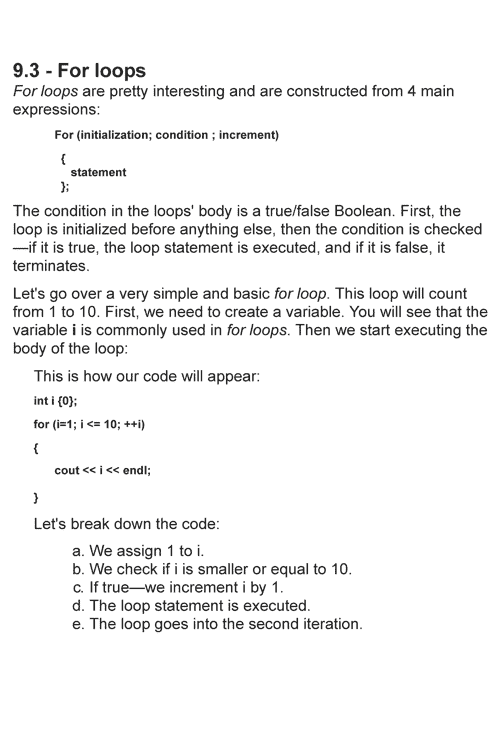 9.3 - For loops
For loops are pretty interesting and are constructed from 4 main
expressions:
For (initialization; condition ; increment)
{
statement
};
The condition in the loops' body is a true/false Boolean. First, the
loop is initialized before anything else, then the condition is checked
—if it is true, the loop statement is executed, and if it is false, it
terminates.
Let's go over a very simple and basic for loop. This loop will count
from 1 to 10. First, we need to create a variable. You will see that the
variable i is commonly used in for loops. Then we start executing the
body of the loop:
This is how our code will appear:
int i {0};
for (i=1; i <= 10; ++i)
{
cout << i << endl;
}
Let's break down the code:
a. We assign 1 to i.
b. We check if i is smaller or equal to 10.
c. If true—we increment i by 1.
d. The loop statement is executed.
e. The loop goes into the second iteration.